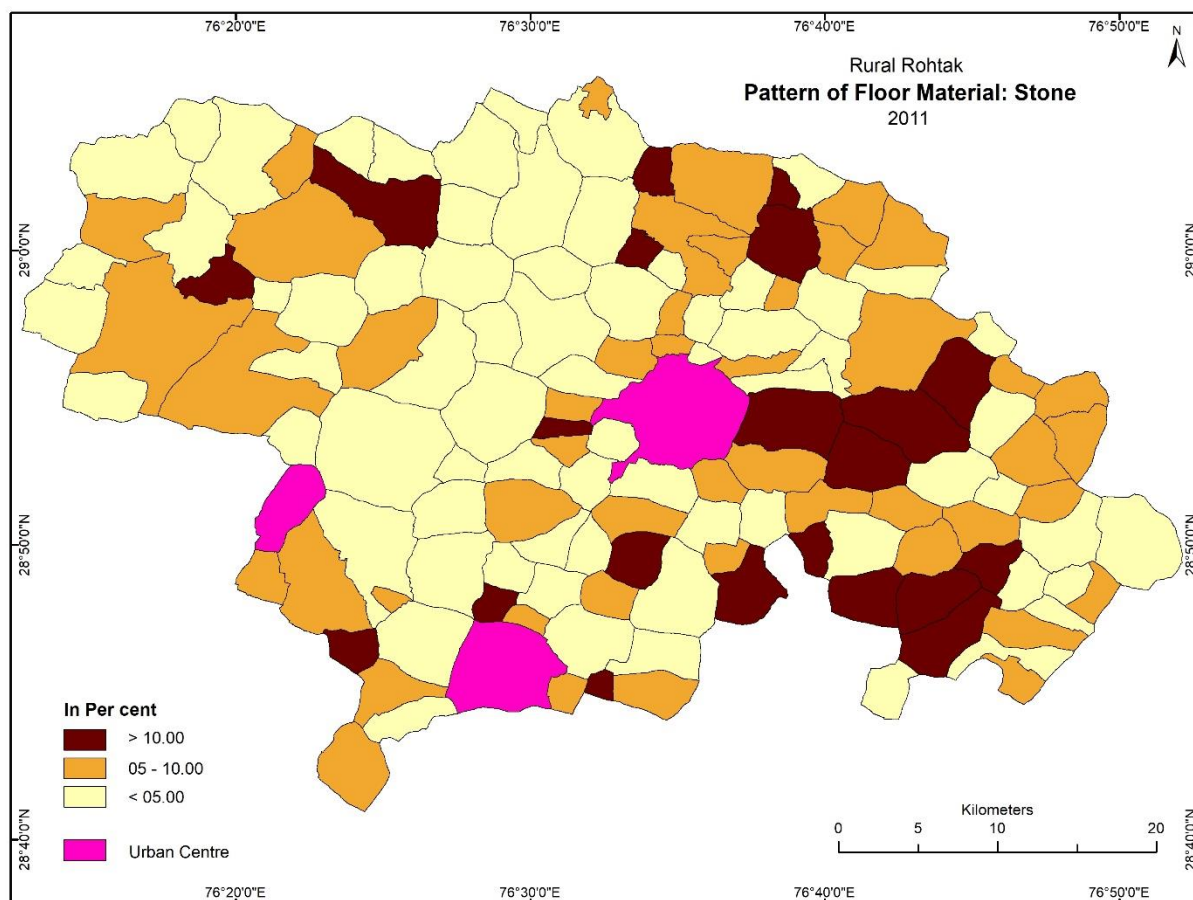 76°20'0"E 76°30'0"E 76°40'0"E 76°50'0"E
N
Rural Rohtak
Pattern of Floor Material: Stone
2011
29°0'0"N 29°0'0"N
28°50'0"N 28°50'0"N
In Per cent
> 10.00
05 - 10.00
< 05.00
Urban Centre
Kilometers
0 5 10 20
28°40'0"N 28°40'0"N
76°20'0"E 76°30'0"E 76°40'0"E 76°50'0"E